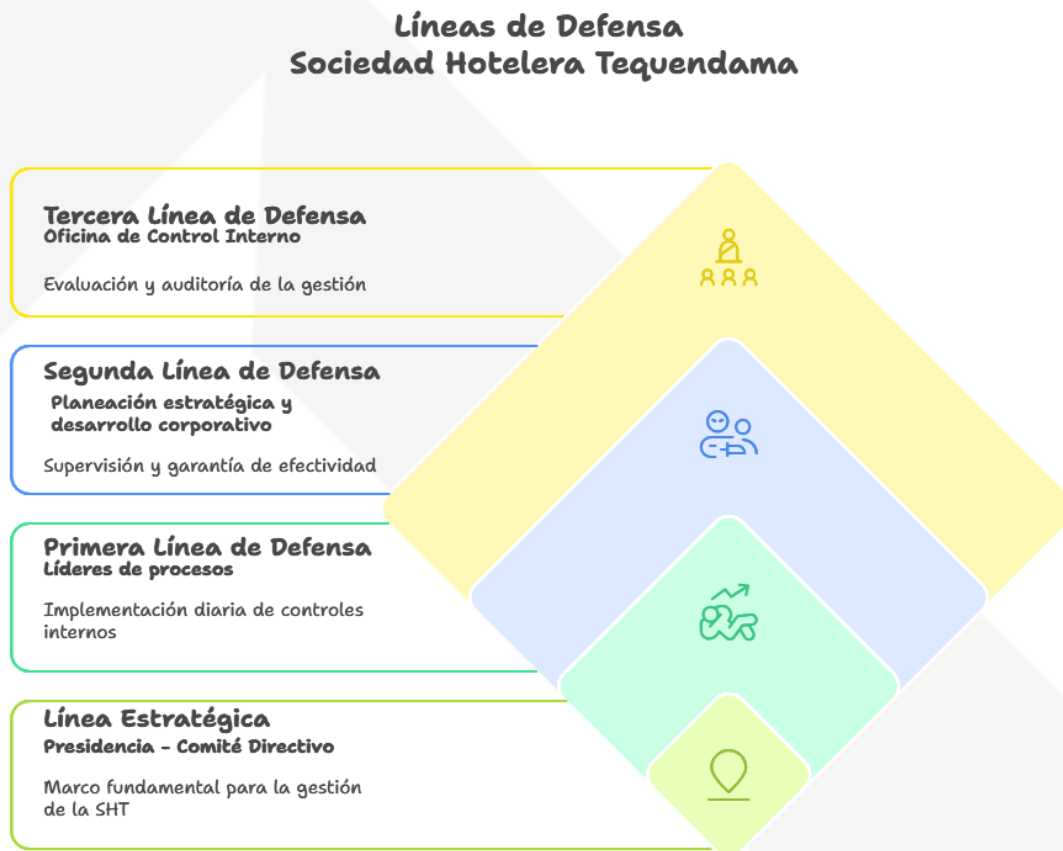 Líneas de Defensa
Sociedad Hotelera Tequendama
Tercera Línea de Defensa
Oficina de Control Interno
Evaluación y auditoría de la gestión
Segunda Línea de Defensa
Planeación estratégica y
desarrollo corporativo
Supervisión y garantía de efectividad
Primera Línea de Defensa
Líderes de procesos
Implementación diaria de controles
internos
Línea Estratégica
Presidencia - Comité Directivo
Marco fundamental para la gestión
de la SHT